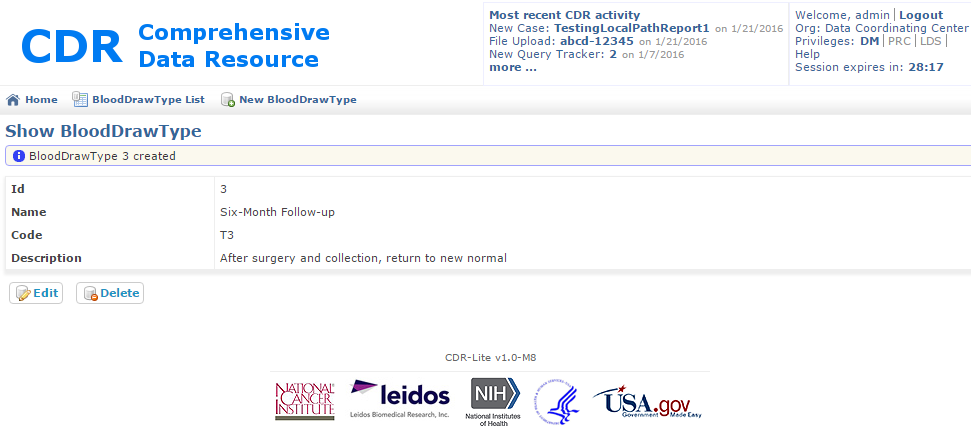 CDR Comprehensive
Data Resource
Most recent CDR activity
New Case: TestingLocalPathReport1 on 1/21/2016
File Upload: abcd-12345 on 1/21/2016
New Query Tracker: 2 on 1/7/2016
more ...
Welcome, admin | Logout
Org: Data Coordinating Center
Privileges: DM | PRC | LDS |
Help
Session expires in: 28:17
Home BloodDrawType List New BloodDrawType
Show BloodDrawType
BloodDrawType 3 created
Id 3
Name Six-Month Follow-up
Code T3
Description After surgery and collection, return to new normal
Edit Delete
CDR-Lite v1.0-M8
NATIONAL
CANCER
INSTITUTE
leidos
Leidos Biomedical Research, Inc.
NIH
National Institutes
of Health
USA.gov
Government Made Easy